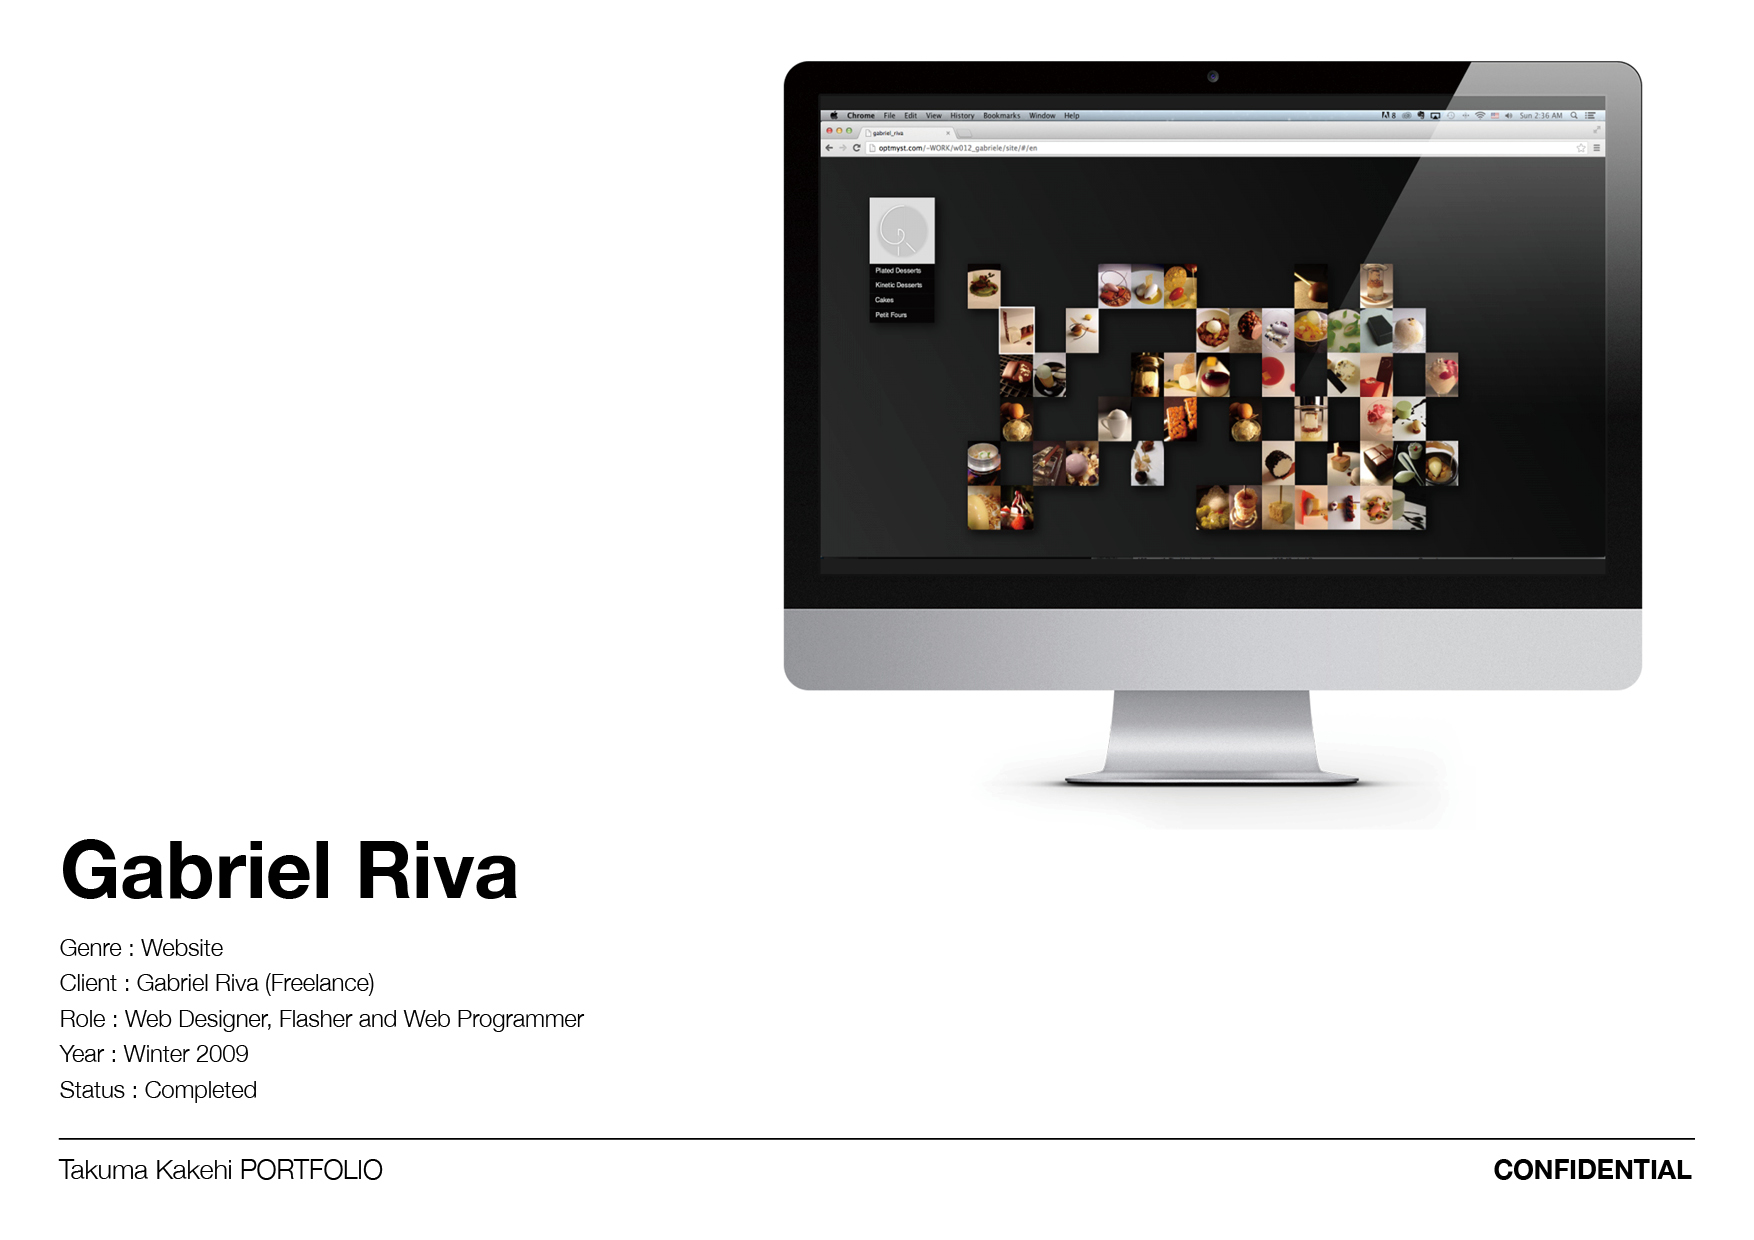 Chrome File Edit View History Bookmarks Window Help
8 Sun 2:36 AM
gabriel_riva
optmyst.com/-WORK/w012_gabriele/site/#/en
Plated Desserts
Kinetic Desserts
Cakes
Petit Fours
Gabriel Riva
Genre : Website
Client : Gabriel Riva (Freelance)
Role : Web Designer, Flasher and Web Programmer
Year : Winter 2009
Status : Completed
Takuma Kakehi PORTFOLIO
CONFIDENTIAL